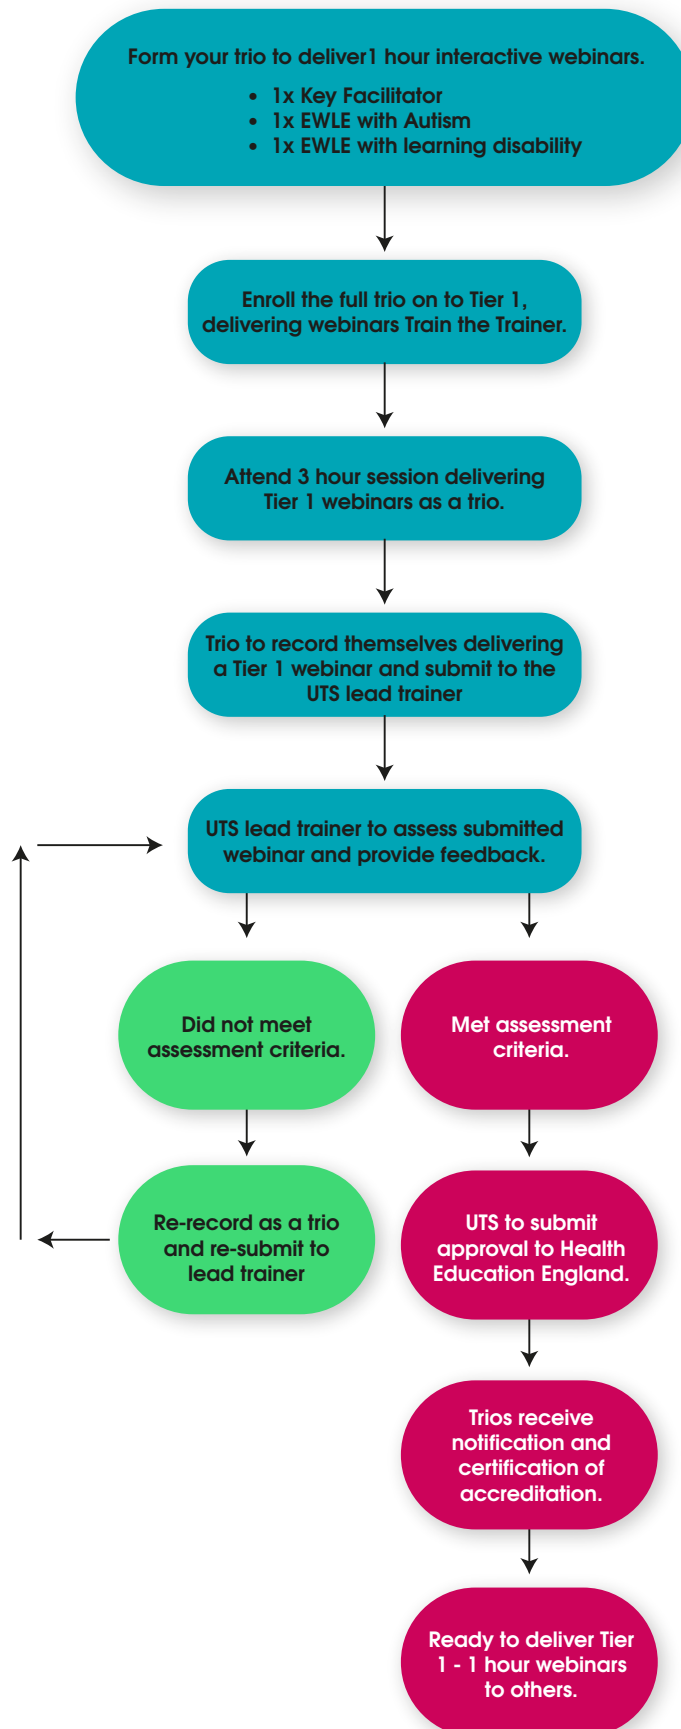 Form your trio to deliver1 hour interactive webinars.
• 1x Key Facilitator
• 1x EWLE with Autism
• 1x EWLE with learning disability
Enroll the full trio on to Tier 1,
delivering webinars Train the Trainer.
Attend 3 hour session delivering
Tier 1 webinars as a trio.
Trio to record themselves delivering
a Tier 1 webinar and submit to the
UTS lead trainer
UTS lead trainer to assess submitted
webinar and provide feedback.
Did not meet
assessment criteria.
Met assessment
criteria.
Re-record as a trio
and re-submit to
lead trainer
UTS to submit
approval to Health
Education England.
Trios receive
notification and
certification of
accreditation.
Ready to deliver Tier
1 - 1 hour webinars
to others.